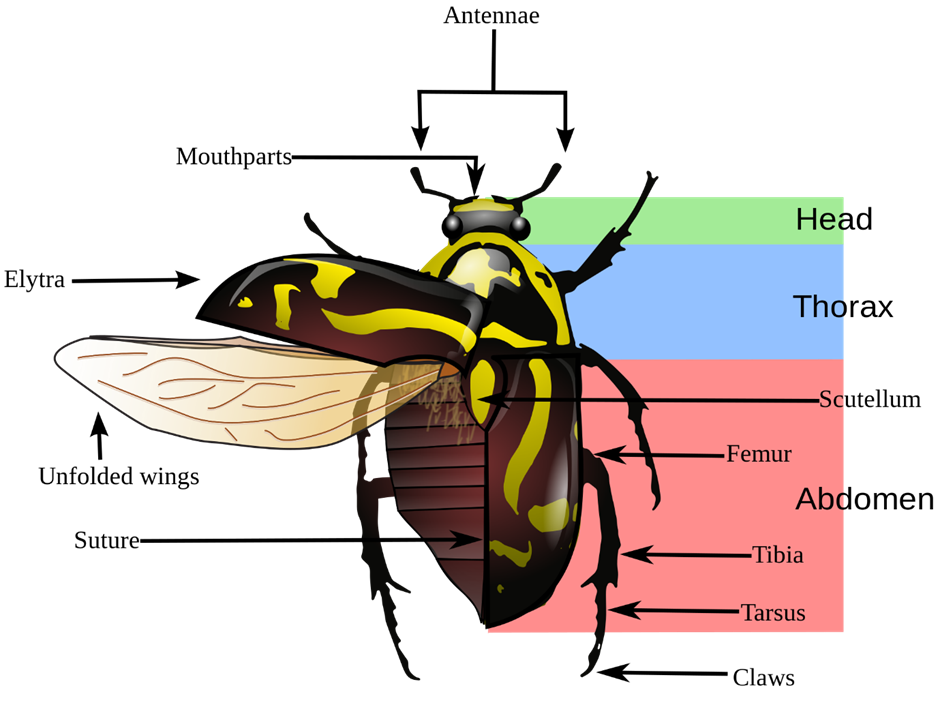 Antennae
Mouthparts
Head
Elytra
Thorax
Scutellum
Femur
Unfolded wings
Abdomen
Suture
Tibia
Tarsus
Claws